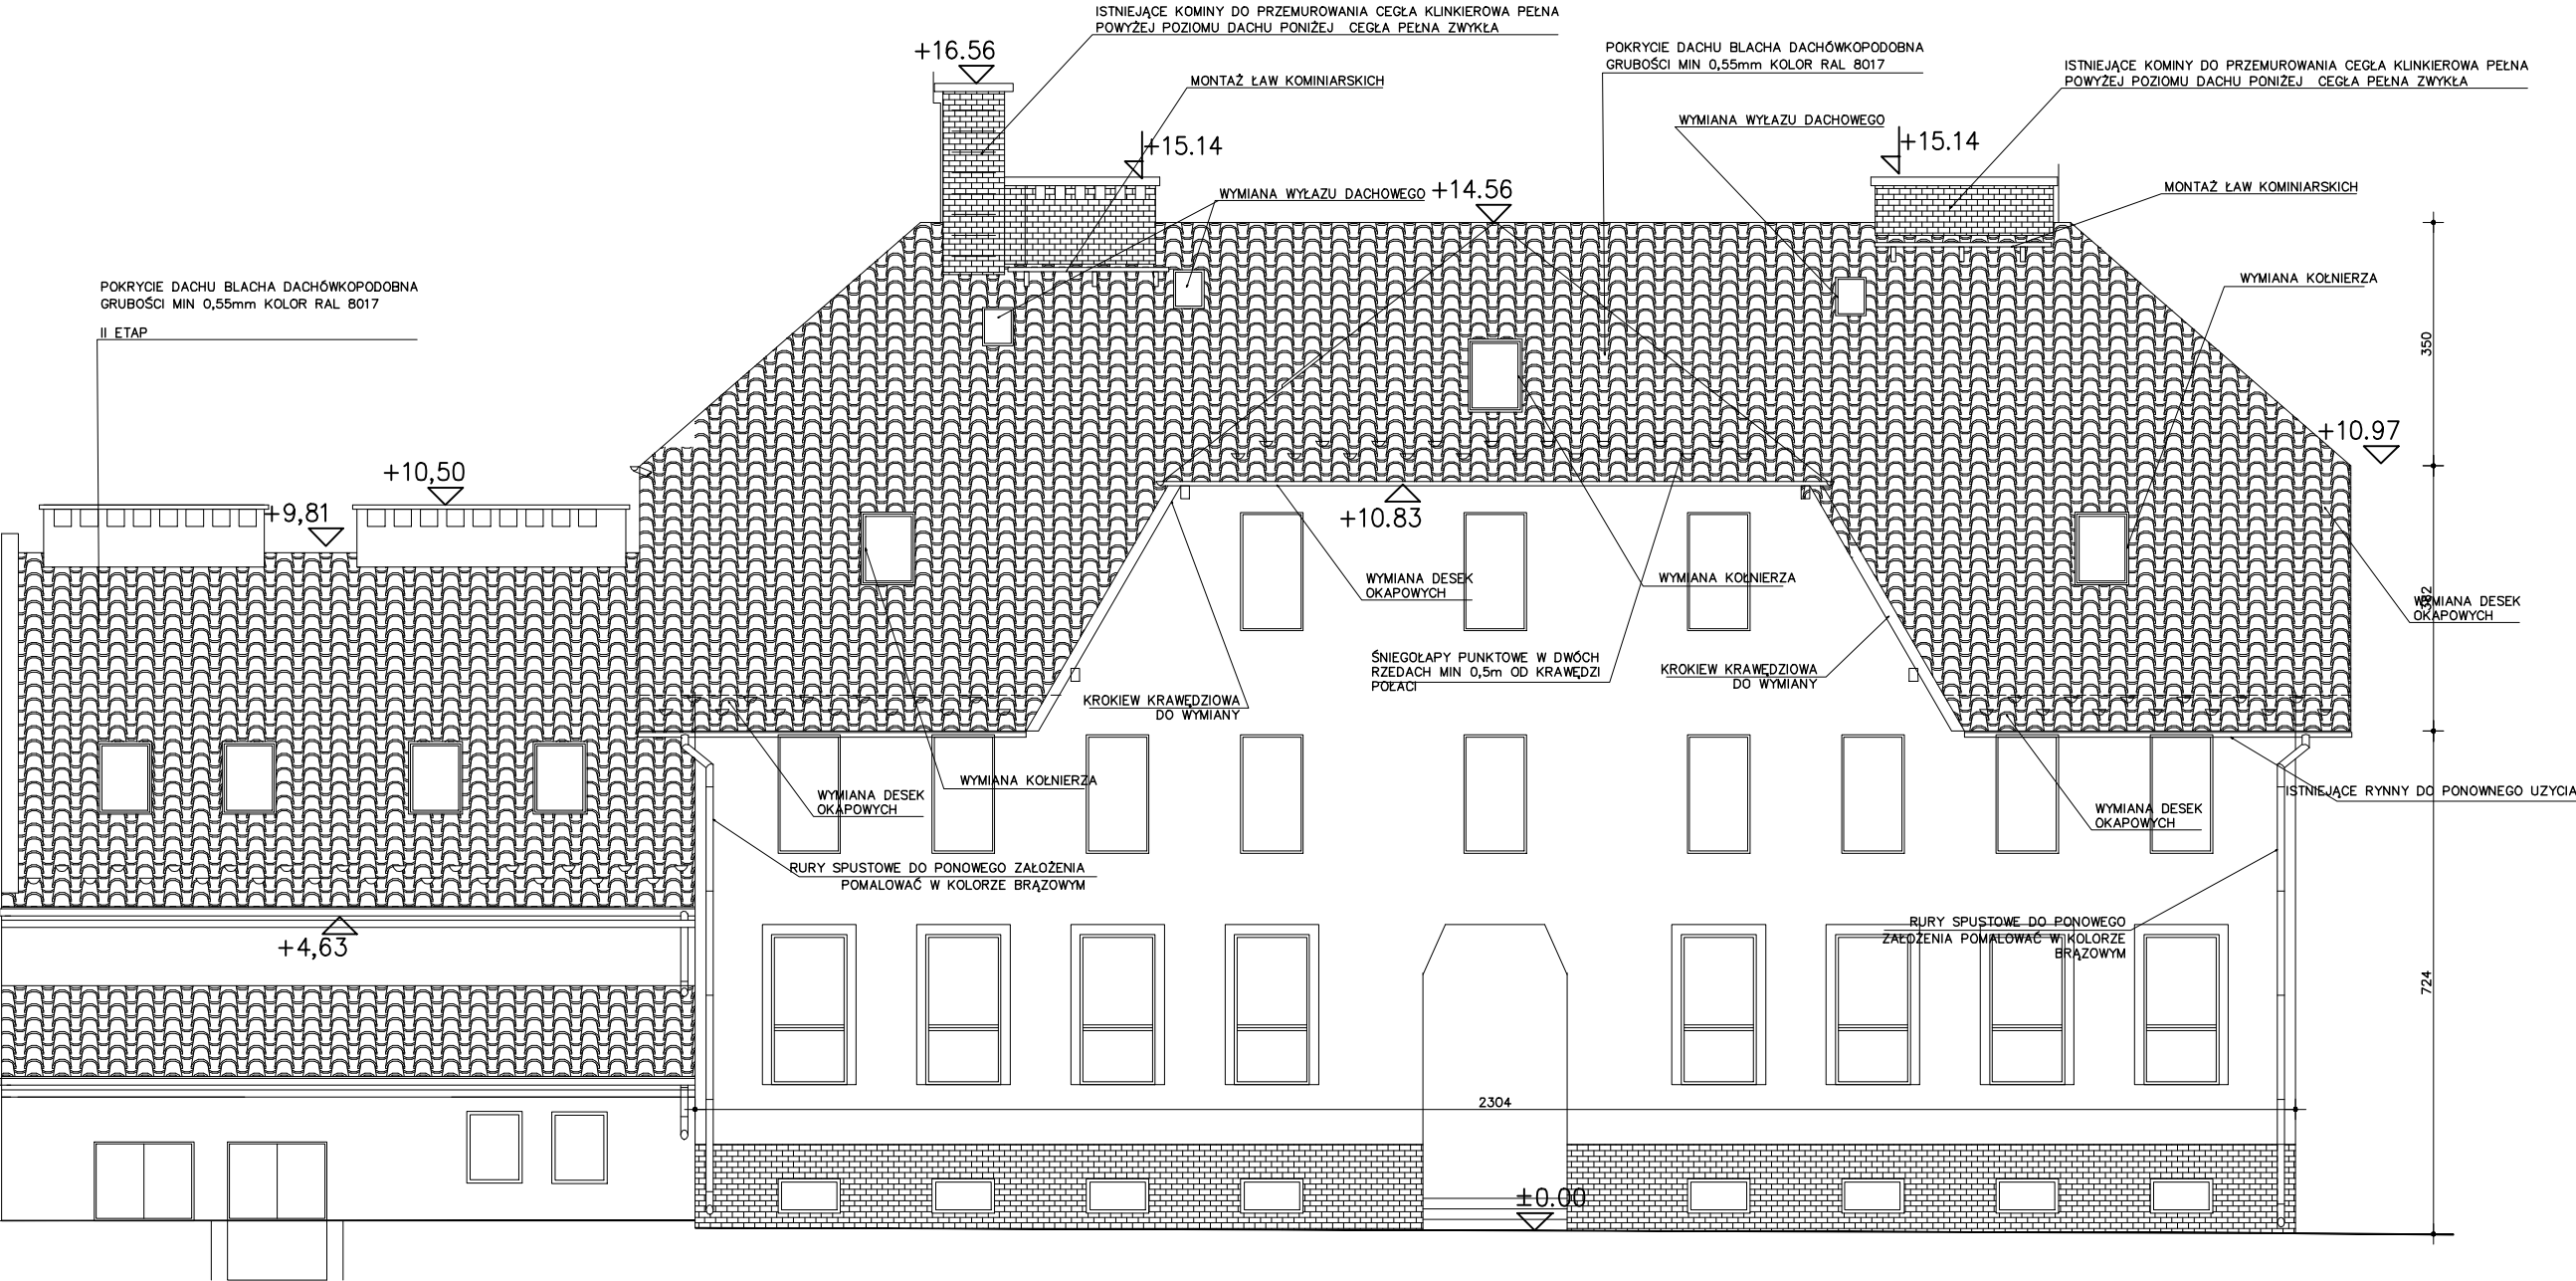 ISTNIEJĄCE KOMINY DO PRZEMUROWANIA CEGŁA KLINKIEROWA PEŁNA
POWYŻEJ POZIOMU DACHU PONIŻEJ CEGŁA PEŁNA ZWYKŁA
+16.56
POKRYCIE DACHU BLACHA DACHÓWKOPODOBNA
GRUBOŚCI MIN 0,55mm KOLOR RAL 8017
ISTNIEJĄCE KOMINY DO PRZEMUROWANIA CEGŁA KLINKIEROWA PEŁNA
POWYŻEJ POZIOMU DACHU PONIŻEJ CEGŁA PEŁNA ZWYKŁA
MONTAŻ ŁAW KOMINIARSKICH
WYMIANA WYŁAZU DACHOWEGO
+15.14
+15.14
WYMIANA WYŁAZU DACHOWEGO
+14.56
MONTAŻ ŁAW KOMINIARSKICH
WYMIANA KOŁNIERZA
POKRYCIE DACHU BLACHA DACHÓWKOPODOBNA
GRUBOŚCI MIN 0,55mm KOLOR RAL 8017
II ETAP
350
+10.97
+10,50
+9,81
+10.83
WYMIANA DESEK
OKAPOWYCH
WYMIANA KOŁNIERZA
382
WYMIANA DESEK
OKAPOWYCH
ŚNIEGOŁAPY PUNKTOWE W DWÓCH
RZEDACH MIN 0,5m OD KRAWĘDZI
POŁACI
KROKIEW KRAWĘDZIOWA
DO WYMIANY
KROKIEW KRAWĘDZIOWA
DO WYMIANY
WYMIANA KOŁNIERZA
WYMIANA DESEK
OKAPOWYCH
ISTNIEJĄCE RYNNY DO PONOWNEGO UZYCIA
WYMIANA DESEK
OKAPOWYCH
RURY SPUSTOWE DO PONOWEGO ZAŁOŻENIA
POMALOWAĆ W KOLORZE BRĄZOWYM
RURY SPUSTOWE DO PONOWEGO
ZAŁOŻENIA POMALOWAĆ W KOLORZE
BRĄZOWYM
+4,63
724
2304
±0.00